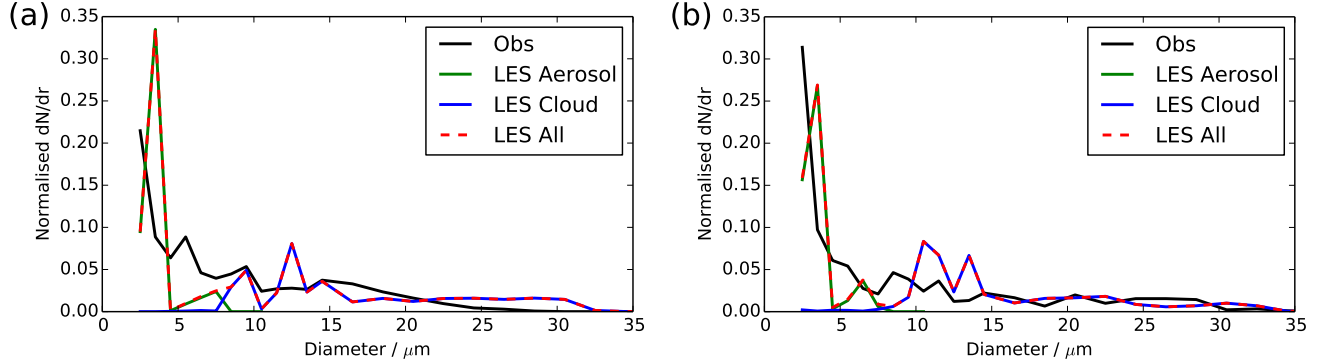 (a)
0.35
0.30
0.25
0.20
0.15
0.10
0.05
0.00
Normalised dN/dr
0
5
10
15
20
25
30
35
Diameter / μm
Obs
LES Aerosol
LES Cloud
LES All
(b)
0.35
0.30
0.25
0.20
0.15
0.10
0.05
0.00
Normalised dN/dr
0
5
10
15
20
25
30
35
Diameter / μm
Obs
LES Aerosol
LES Cloud
LES All